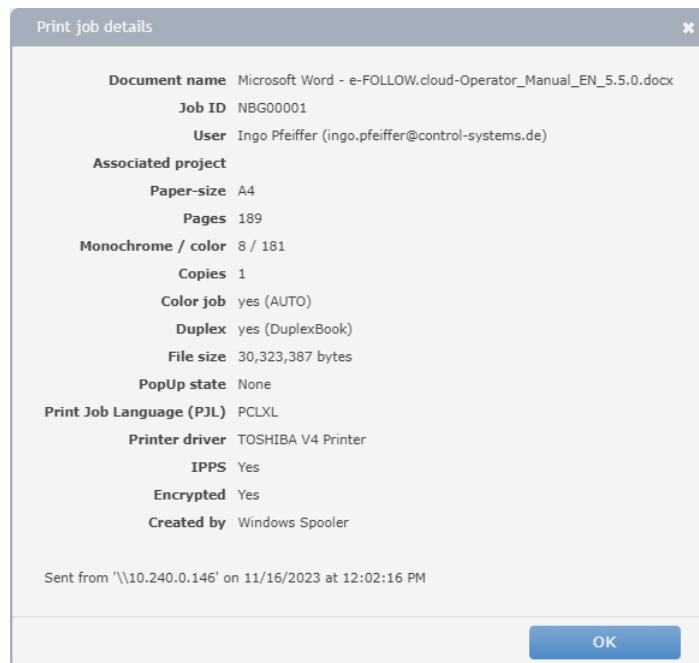 Print job details
Document name Microsoft Word - e-FOLLOW.cloud-Operator_Manual_EN_5.5.0.docx
Job ID NBG00001
User Ingo Pfeiffer (ingo.pfeiffer@control-systems.de)
Associated project
Paper-size A4
Pages 189
Monochrome / color 8 / 181
Copies 1
Color job yes (AUTO)
Duplex yes (DuplexBook)
File size 30,323,387 bytes
PopUp state None
Print Job Language (PJL) PCLXL
Printer driver TOSHIBA V4 Printer
IPPS Yes
Encrypted Yes
Created by Windows Spooler
Sent from '\\10.240.0.146' on 11/16/2023 at 12:02:16 PM
OK